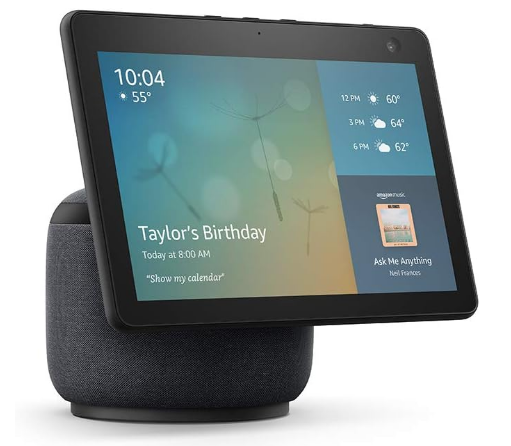 10:04
55°
Taylor's Birthday
Today at 8:00 AM
"Show my calendar"
12 PM 60°
3 PM 64°
6 PM 62°
amazon music
Ask Me Anything
Neil Frances